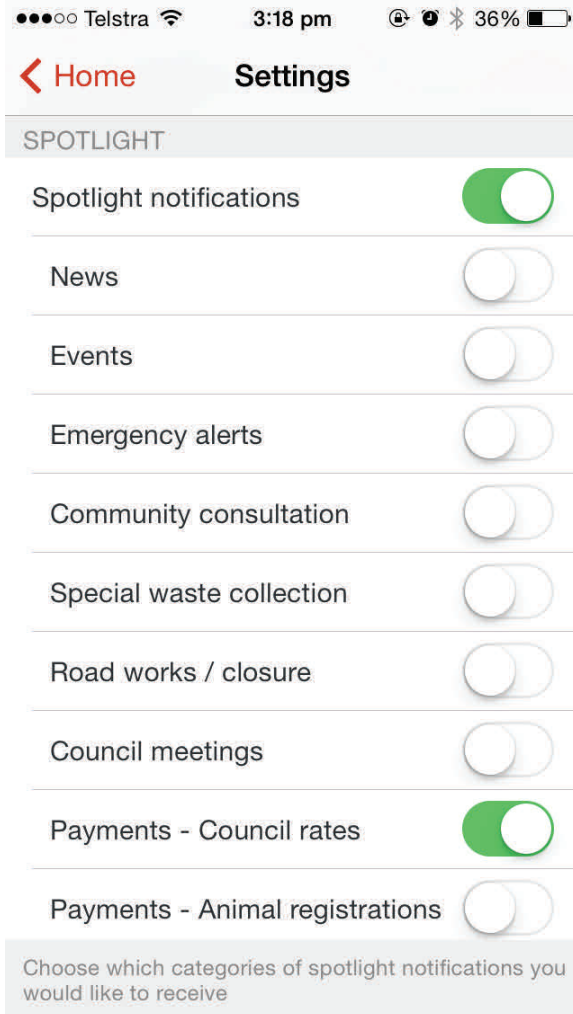 Telstra 3:18 pm 36%
Home Settings
SPOTLIGHT
Spotlight notifications
News
Events
Emergency alerts
Community consultation
Special waste collection
Road works / closure
Council meetings
Payments - Council rates
Payments - Animal registrations
Choose which categories of spotlight notifications you
would like to receive